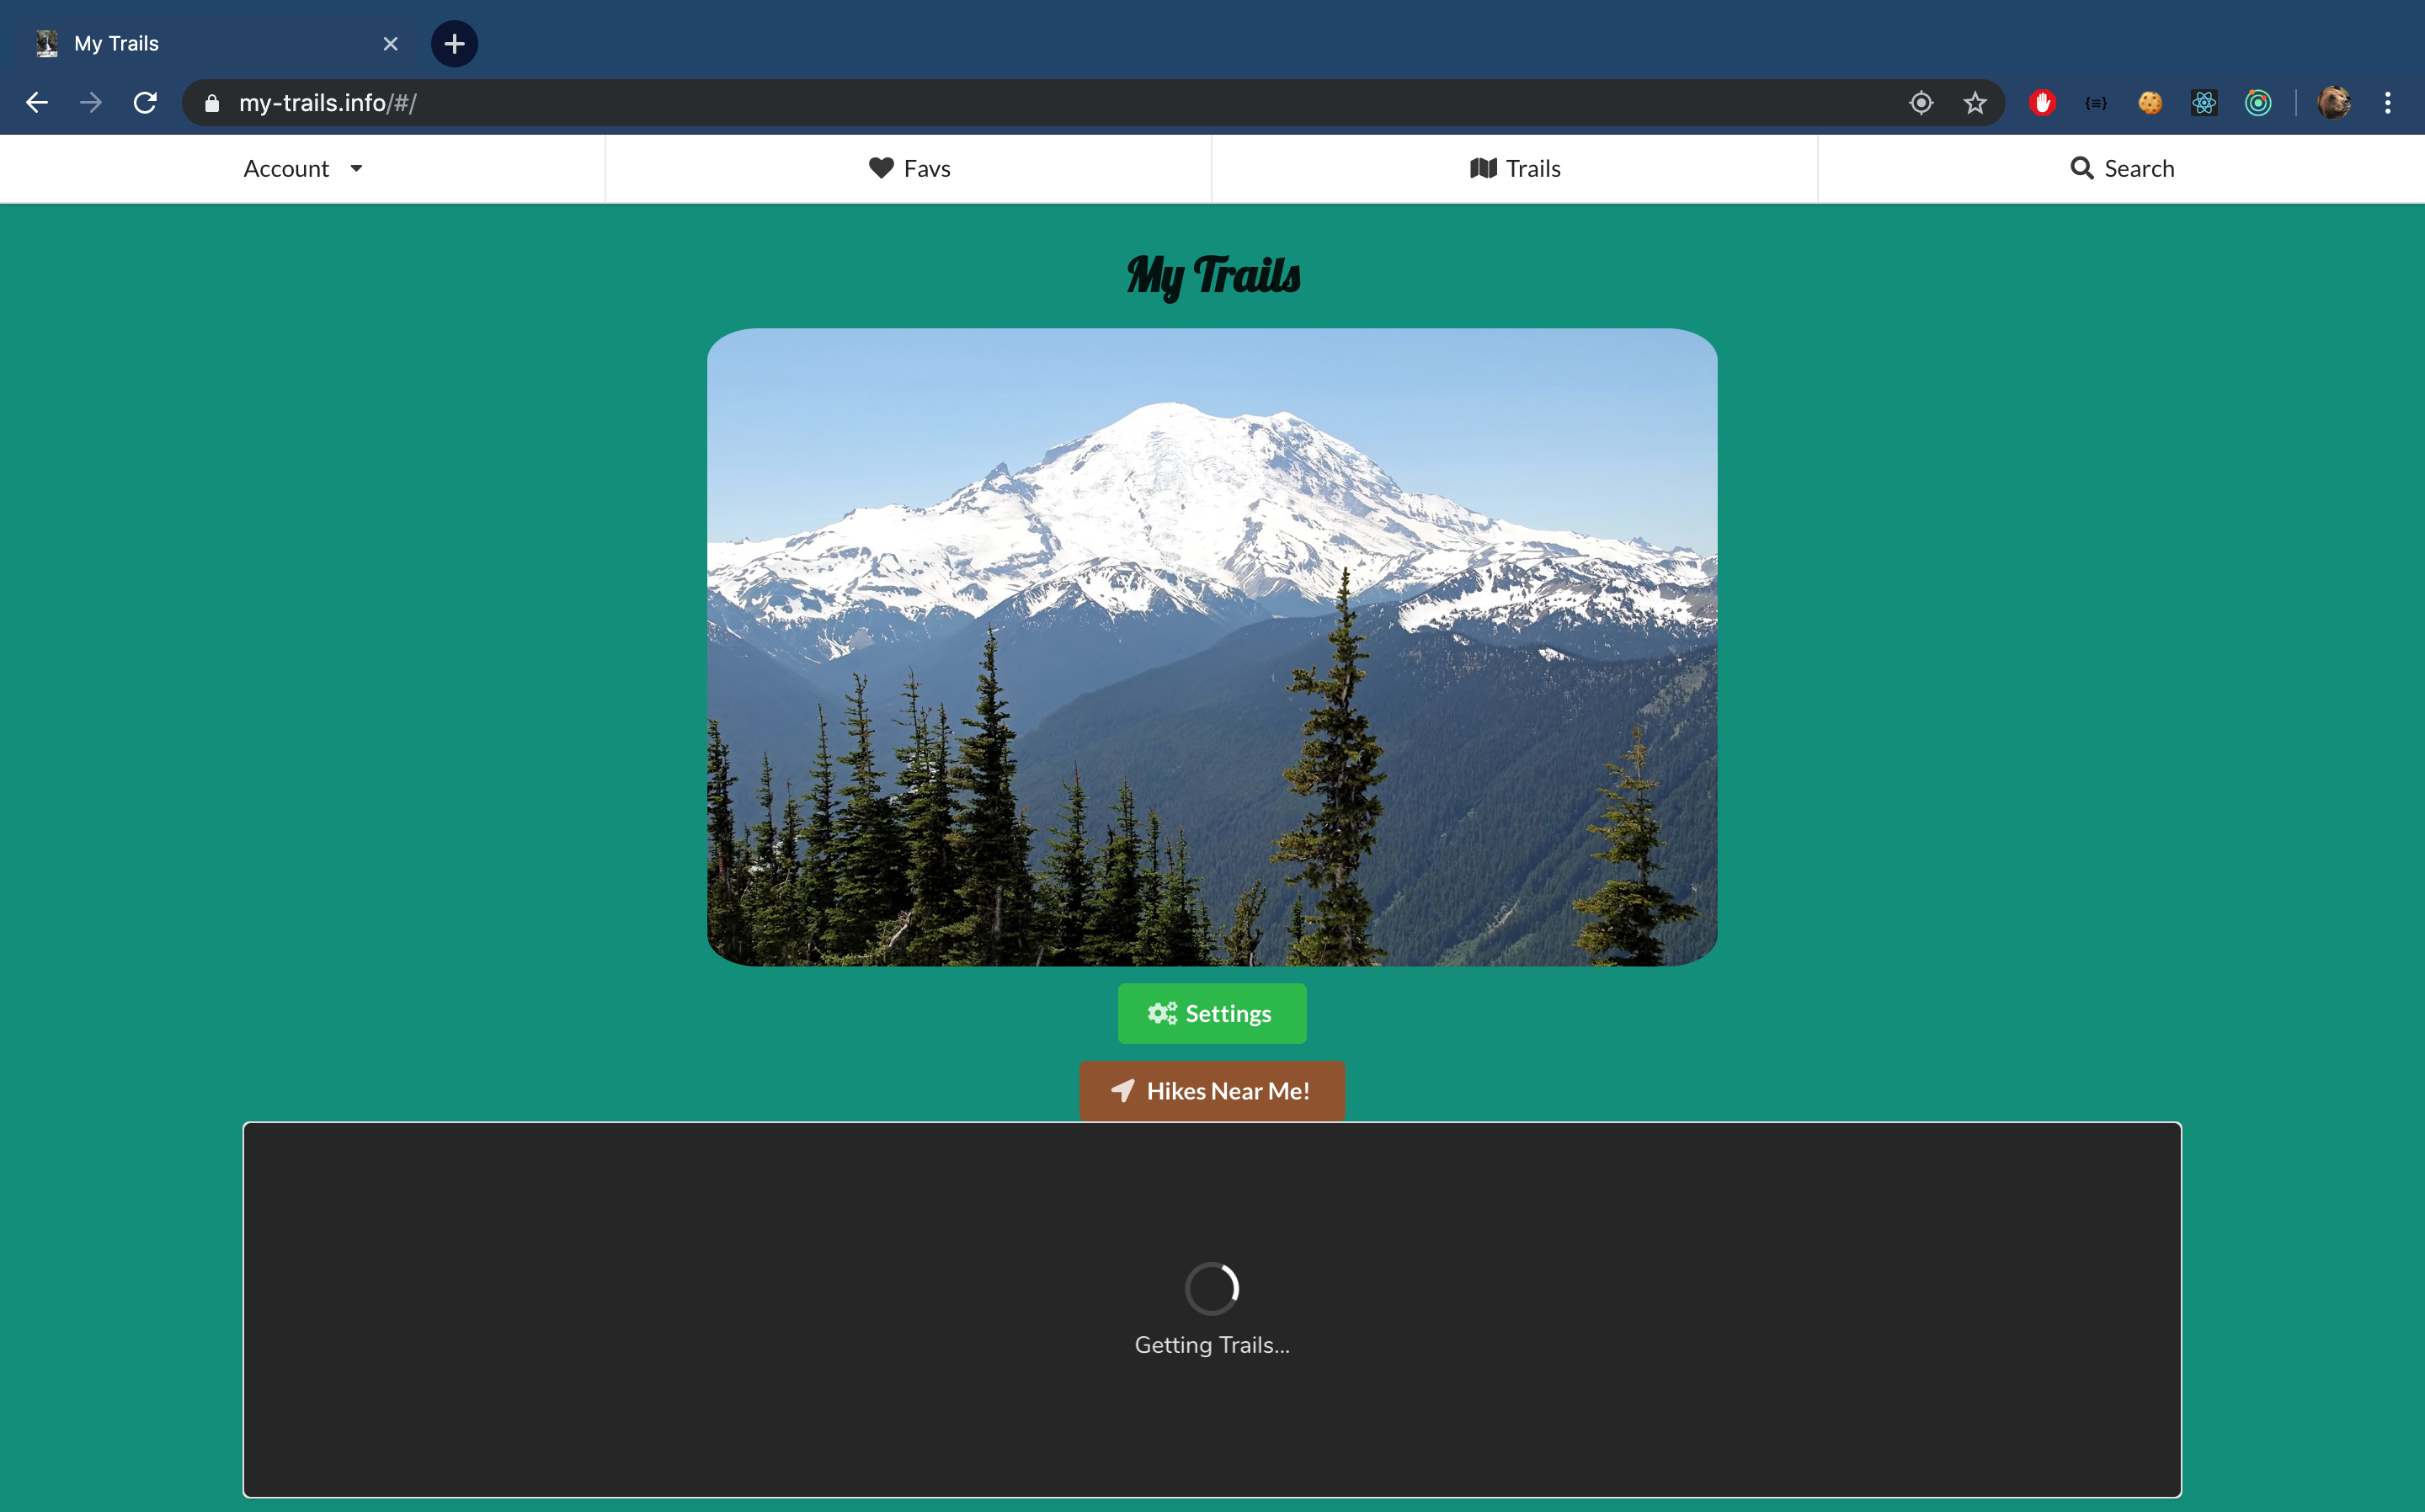 My Trails
my-trails.info/#/
Account
Favs
Trails
Search
My Trails
Settings
Hikes Near Me!
Getting Trails...